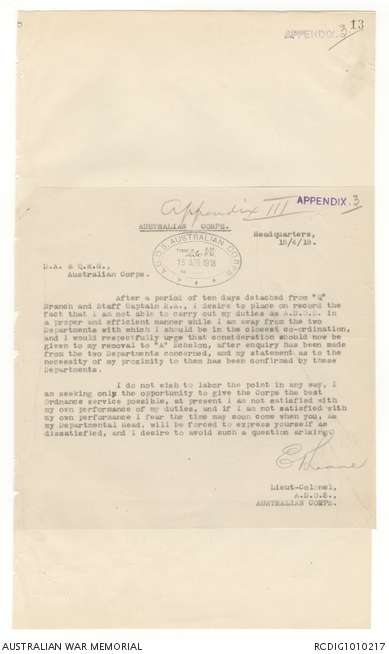 13
APPENDIX. 3
Appendix III
APPENDIX. 3
AUSTRALIAN CORPS.
Headquarters,
15/4/18.
A.D.O.S. AUSTRALIAN CORPS
15 APR 1918
D.A. & Q.M.G.,
Australian Corps.
After a period of ten days detached from "Q"
Branch and Staff Captain R.A., I desire to place on record the
fact that I am not able to carry out my duties as A.D.O.S. in
a proper and efficient manner while I am away from the two
Departments with which I should be in the closest co-ordination,
and I would respectfully urge that consideration should now be
given to my removal to "A" Echelon, after enquiry has been made
from the two Departments concerned, and my statement as to the
necessity of my proximity to them has been confirmed by these
Departments.
I do not wish to labor the point in any way, I
am seeking only the opportunity to give the Corps the best
Ordnance service possible, at present I am not satisfied with
my own performance of my duties, and if I am not satisfied with
my own performance I fear the time may soon come when you, as
my Departmental Head, will be forced to express yourself as
dissatisfied, and I desire to avoid such a question arising.
Lieut-Colonel,
A.D.O.S.,
AUSTRALIAN CORPS.
AUSTRALIAN WAR MEMORIAL
RCDIG1010217